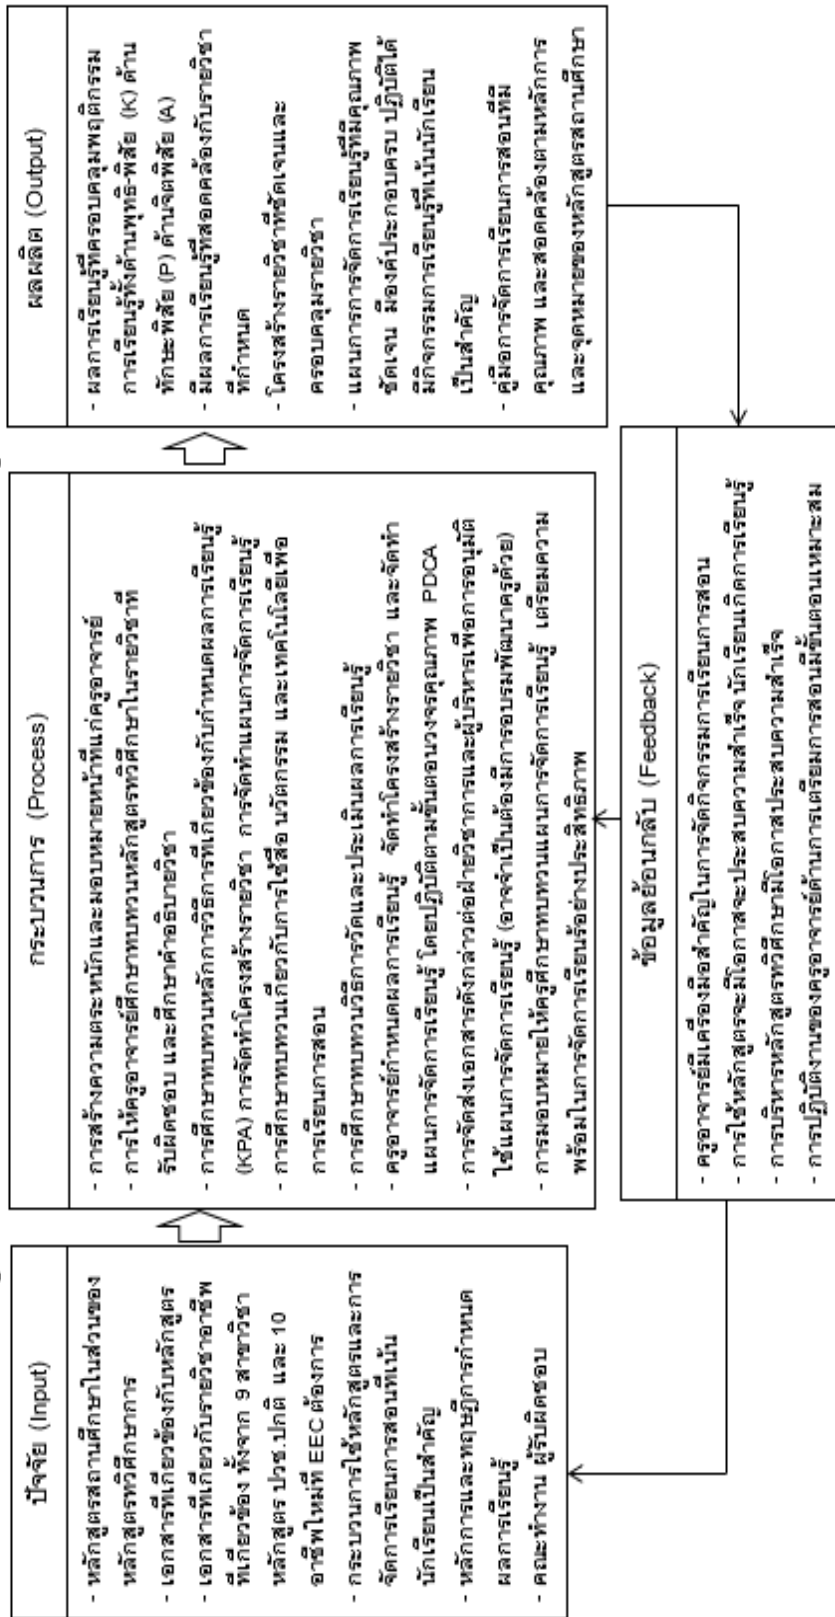 ปัจจัย (Input)
- หลักสูตรสถานศึกษาในส่วนของ
หลักสูตรทวิศึกษาการ
- เอกสารที่เกี่ยวข้องกับหลักสูตร
- เอกสารที่เกี่ยวกับรายวิชาอาชีพ
ที่เกี่ยวข้อง ทั้งจาก 9 สาขาวิชา
หลักสูตร ปวช.ปกติ และ 10
อาชีพใหม่ที่ EEC ต้องการ
- กระบวนการใช้หลักสูตรและการ
จัดการเรียนการสอนที่เน้น
นักเรียนเป็นสำคัญ
- หลักการและทฤษฎีการกำหนด
ผลการเรียนรู้
- คณะทำงาน ผู้รับผิดชอบ
กระบวนการ (Process)
- การสร้างความตระหนักและมอบหมายหน้าที่แก่ครูอาจารย์
- การให้ครูอาจารย์ศึกษาทบทวนหลักสูตรทวิศึกษาในรายวิชาที่
รับผิดชอบ และศึกษาคำอธิบายวิชา
- การศึกษาทบทวนหลักการวิธีการที่เกี่ยวข้องกับกำหนดผลการเรียนรู้
(KPA) การจัดทำโครงสร้างรายวิชา การจัดทำแผนการจัดการเรียนรู้
- การศึกษาทบทวนเกี่ยวกับการใช้สื่อ นวัตกรรม และเทคโนโลยีเพื่อ
การเรียนการสอน
- การศึกษาทบทวนวิธีการวัดและประเมินผลการเรียนรู้
- ครูอาจารย์กำหนดผลการเรียนรู้ จัดทำโครงสร้างรายวิชา และจัดทำ
แผนการจัดการเรียนรู้ โดยปฏิบัติตามขั้นตอนวงจรคุณภาพ PDCA
- การจัดส่งเอกสารดังกล่าวต่อฝ่ายวิชาการและผู้บริหารเพื่อการอนุมัติ
ใช้แผนการจัดการเรียนรู้ (อาจจำเป็นต้องมีการอบรมพัฒนาครูด้วย)
- การมอบหมายให้ครูศึกษาทบทวนแผนการจัดการเรียนรู้ เตรียมความ
พร้อมในการจัดการเรียนรู้อย่างประสิทธิภาพ
ผลผลิต (Output)
- ผลการเรียนรู้ที่ครอบคลุมพฤติกรรม
การเรียนรู้ทั้งด้านพุทธิ-พิสัย (K) ด้าน
ทักษะพิสัย (P) ด้านจิตพิสัย (A)
- มีผลการเรียนรู้ที่สอดคล้องกับรายวิชา
ที่กำหนด
- โครงสร้างรายวิชาที่ชัดเจนและ
ครอบคลุมรายวิชา
- แผนการการจัดการเรียนรู้ที่มีคุณภาพ
ชัดเจน มีองค์ประกอบครบ ปฏิบัติได้
มีกิจกรรมการเรียนรู้ที่เน้นนักเรียน
เป็นสำคัญ
- คู่มือการจัดการเรียนการสอนที่มี
คุณภาพ และสอดคล้องตามหลักการ
และจุดหมายของหลักสูตรสถานศึกษา
ข้อมูลย้อนกลับ (Feedback)
- ครูอาจารย์มีเครื่องมือสำคัญในการจัดกิจกรรมการเรียนการสอน
- การใช้หลักสูตรจะมีโอกาสจะประสบความสำเร็จ นักเรียนเกิดการเรียนรู้
- การบริหารหลักสูตรทวิศึกษามีโอกาสประสบความสำเร็จ
- การปฏิบัติงานของครูอาจารย์ด้านการเตรียมการสอนมีขั้นตอนเหมาะสม